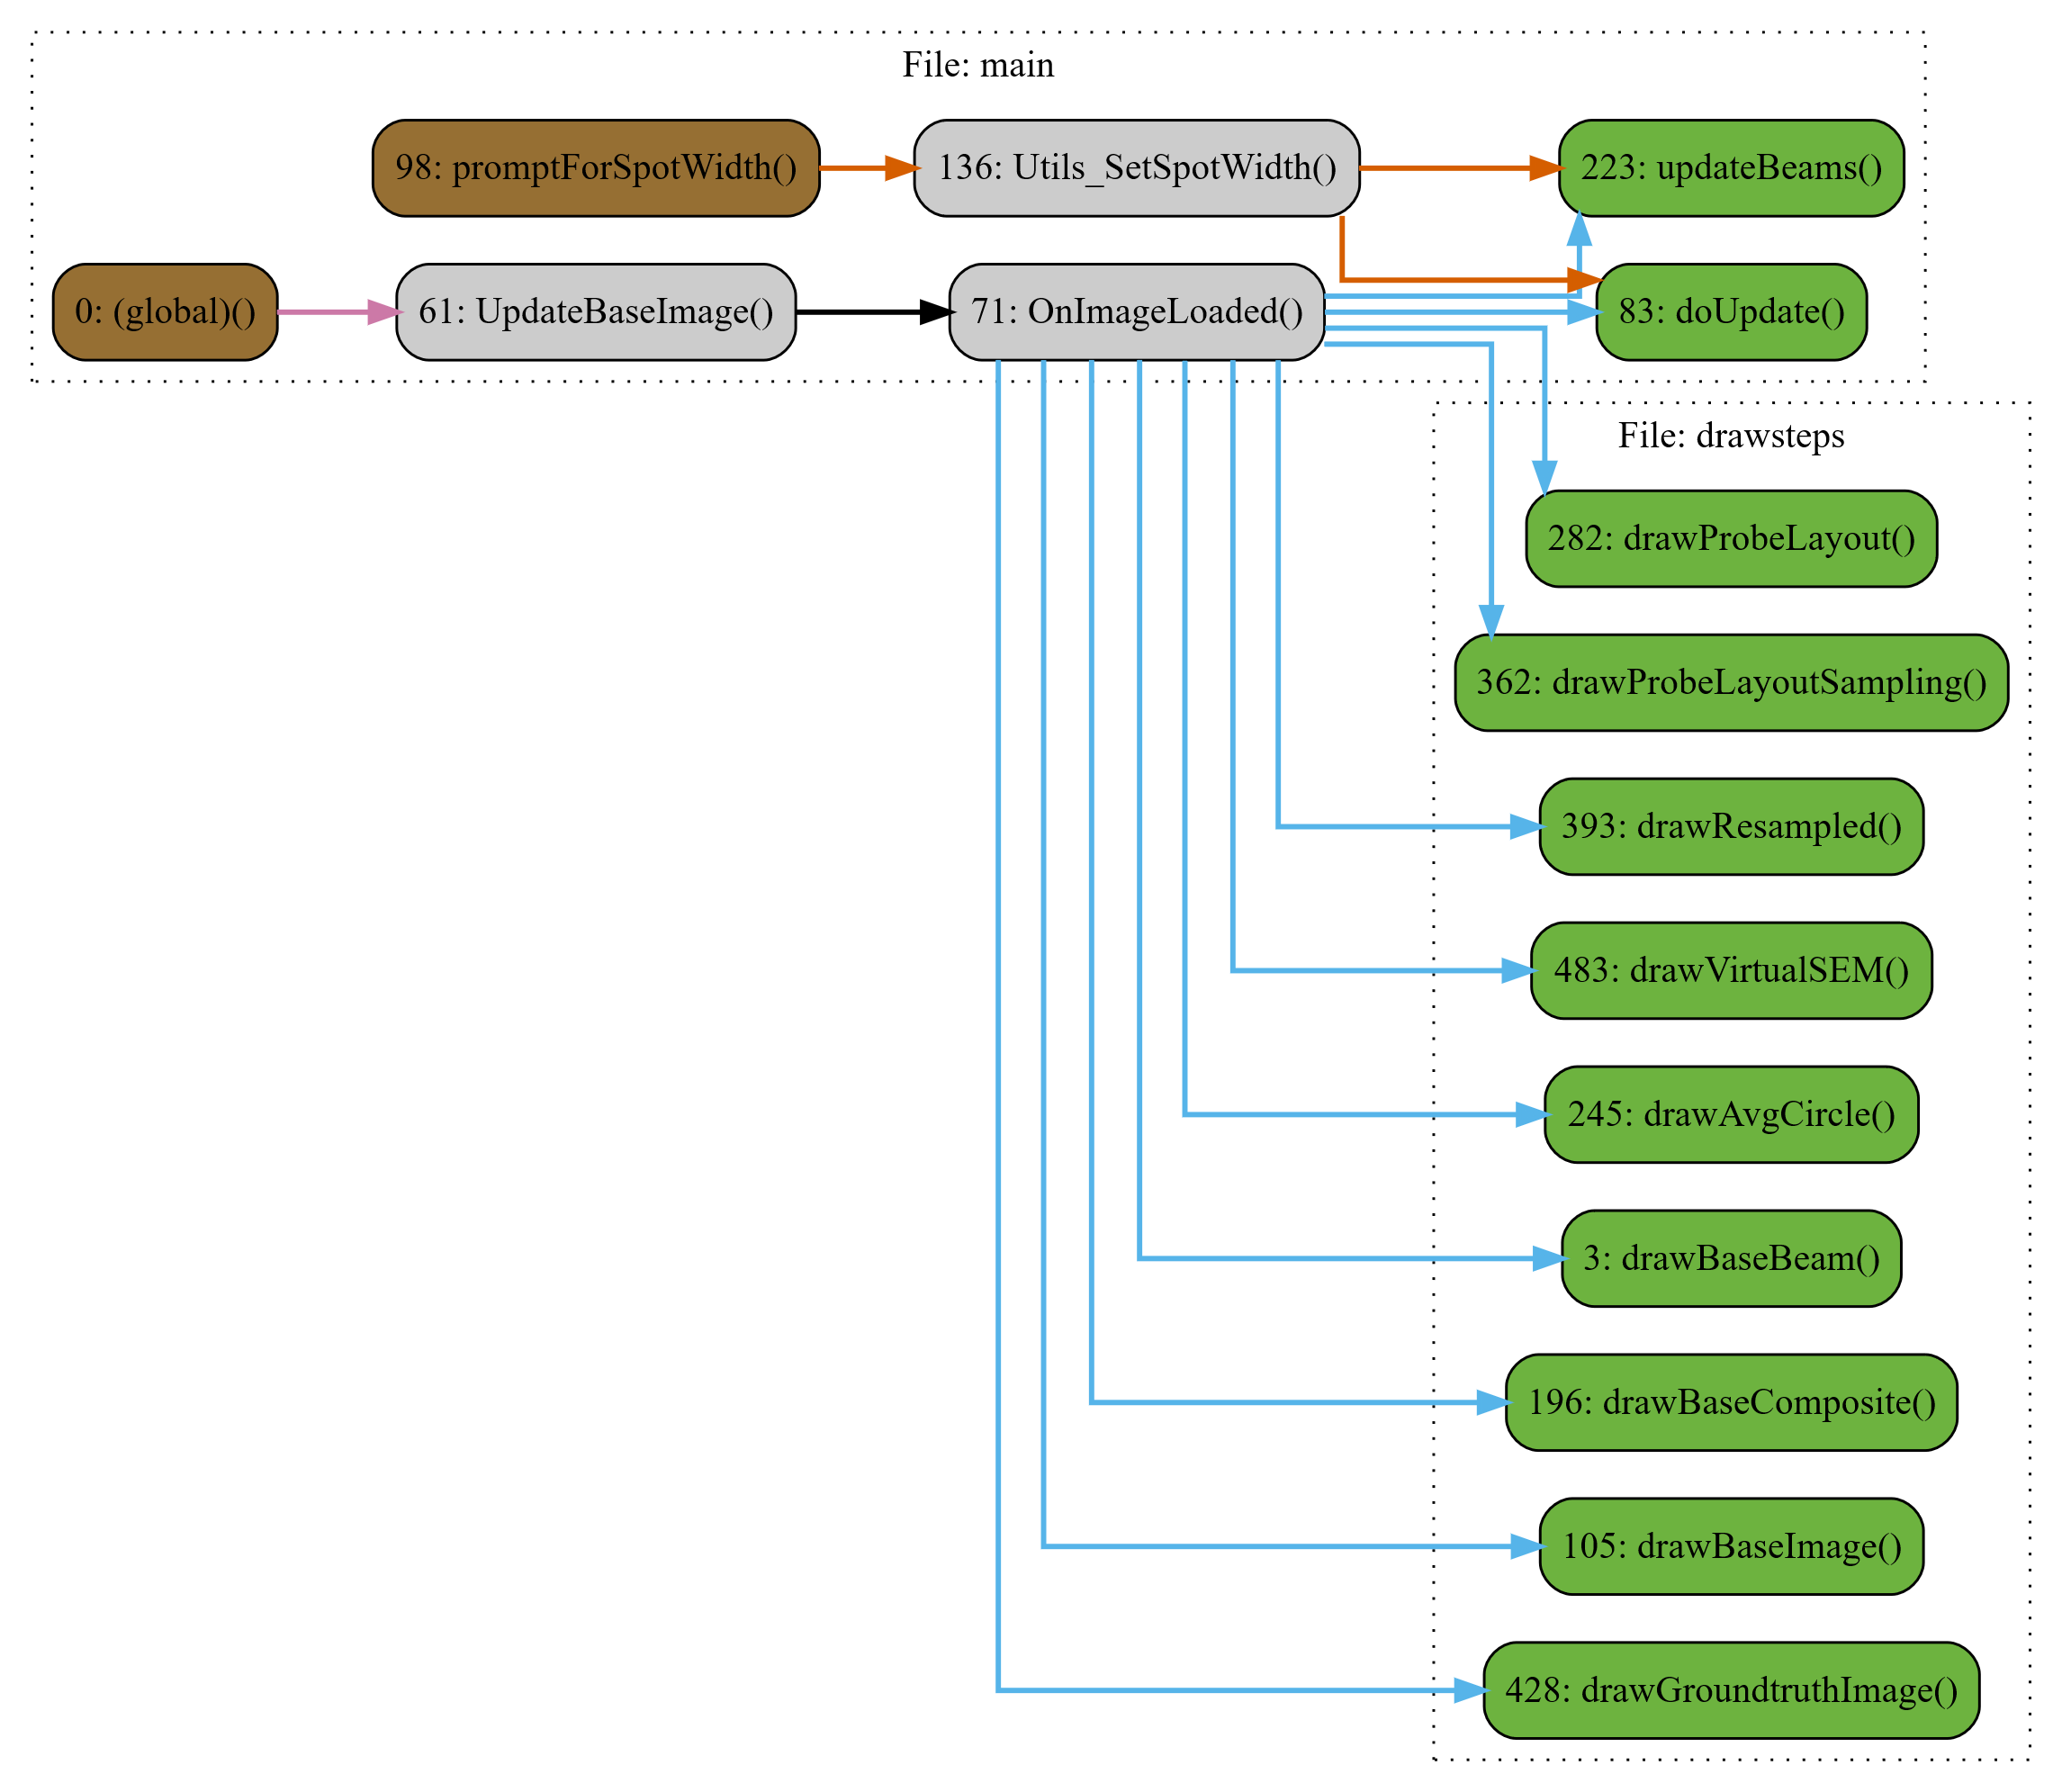 File: main
98: promptForSpotWidth()
136: Utils_SetSpotWidth()
223: updateBeams()
0: (global)()
61: UpdateBaseImage()
71: OnImageLoaded()
83: doUpdate()
File: drawsteps
282: drawProbeLayout()
362: drawProbeLayoutSampling()
393: drawResampled()
483: drawVirtualSEM()
245: drawAvgCircle()
3: drawBaseBeam()
196: drawBaseComposite()
105: drawBaseImage()
428: drawGroundtruthImage()